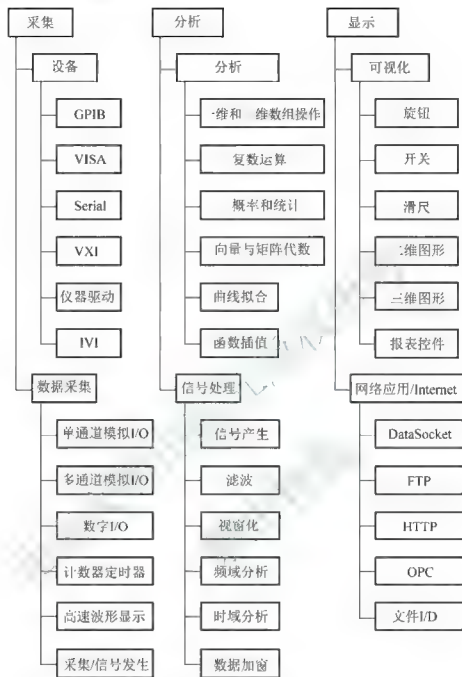 采集
设备
GPIB
VISA
Serial
VXI
仪器驱动
IVI
数据采集
单通道模拟I/O
多通道模拟I/O
数字I/O
计数器定时器
高速波形显示
采集/信号发生
分析
分析
一维和 维数组操作
复数运算
概率和统计
向量与矩阵代数
曲线拟合
函数插值
信号处理
信号产生
滤波
视窗化
频域分析
时域分析
数据加窗
显示
可视化
旋钮
开关
滑尺
二维图形
三维图形
报表控件
网络应用/Internet
DataSocket
FTP
HTTP
OPC
文件I/D